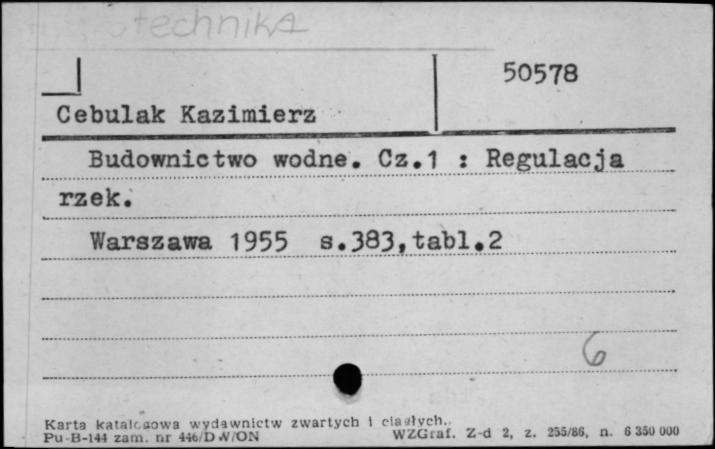 technika
50578
Cebulak Kazimierz
Budownictwo wodne. Cz.1 : Regulacja
rzek.
Warszawa 1955 s.383,tabl.2
6
Karta katalogowa wydawnictw zwartych i ciągłych.
Pu-B-144 zam. nr 446/DW/ON WZGraf. Z-d 2, z. 255/86, n. 6 350 000